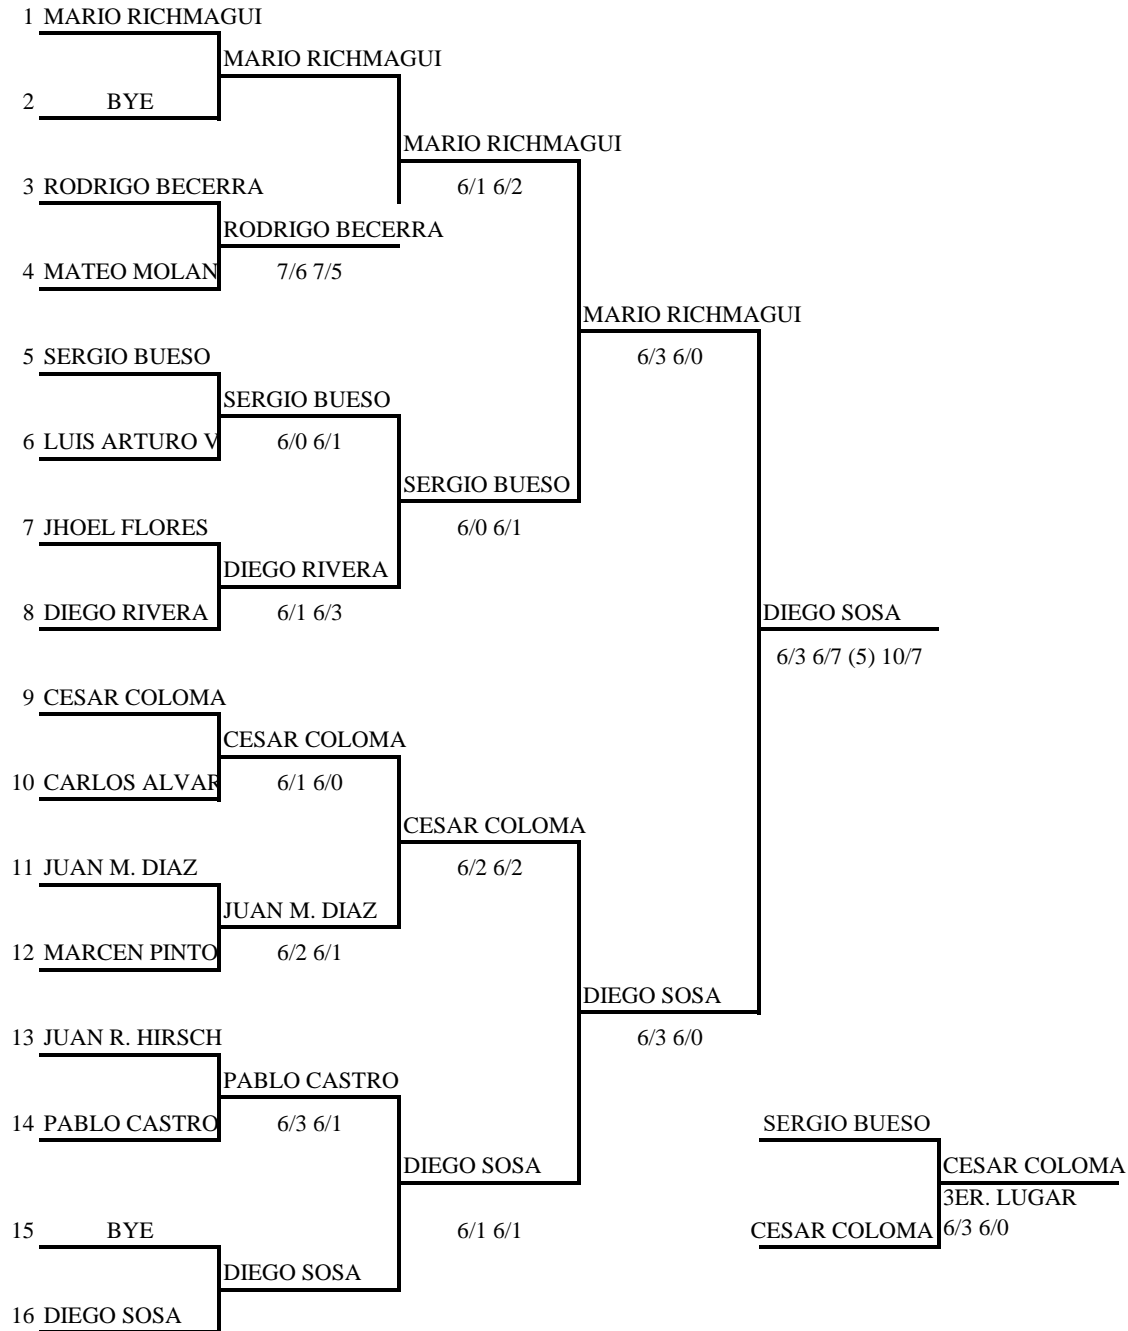 1 MARIO RICHMAGUI
MARIO RICHMAGUI
2 BYE
MARIO RICHMAGUI
3 RODRIGO BECERRA 6/1 6/2
RODRIGO BECERRA
4 MATEO MOLAN 7/6 7/5
MARIO RICHMAGUI
5 SERGIO BUESO 6/3 6/0
SERGIO BUESO
6 LUIS ARTURO V 6/0 6/1
SERGIO BUESO
7 JHOEL FLORES 6/0 6/1
DIEGO RIVERA
8 DIEGO RIVERA 6/1 6/3 DIEGO SOSA
6/3 6/7 (5) 10/7
9 CESAR COLOMA
CESAR COLOMA
10 CARLOS ALVAR 6/1 6/0
CESAR COLOMA
11 JUAN M. DIAZ 6/2 6/2
JUAN M. DIAZ
12 MARCEN PINTO 6/2 6/1
DIEGO SOSA
13 JUAN R. HIRSCH 6/3 6/0
PABLO CASTRO
14 PABLO CASTRO 6/3 6/1 SERGIO BUESO
DIEGO SOSA CESAR COLOMA
3ER. LUGAR
15 BYE 6/1 6/1 CESAR COLOMA 6/3 6/0
DIEGO SOSA
16 DIEGO SOSA